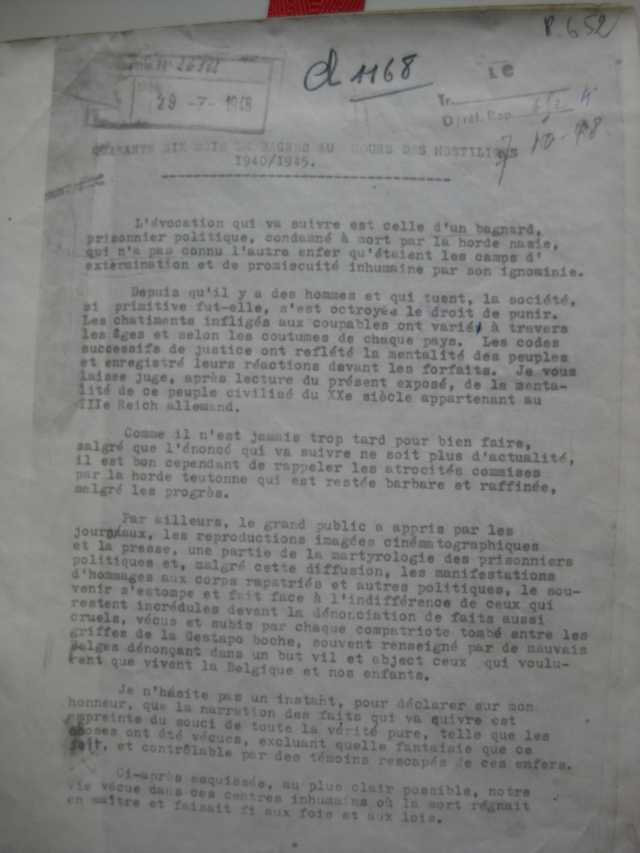 P.652
d 1168
LC
29 -7- 1948
Tr.
D/rél. Rap
10-48
QUARANTE SIX MOIS DE BAGNES AU COURS DES HOSTILITES
1940/1945.
L'évocation qui va suivre est celle d'un bagnard,
prisonnier politique, condamné à mort par la horde nazie,
qui n'a pas connu l'autre enfer qu'étaient les camps d'
extermination et de promiscuité inhumaine par son ignominie.
Depuis qu'il y a des hommes et qui tuent, la société,
si primitive fut-elle, s'est octroyée le droit de punir.
Les chatiments infligés aux coupables ont variés à travers
les âges et selon les coutumes de chaque pays. Les codes
successifs de justice ont reflété la mentalité des peuples
et enregistré leurs réactions devant les forfaits. Je vous
laisse juge, après lecture du présent exposé, de la menta-
lité de ce peuple civilisé du XXe siècle appartenant au
IIIe Reich allemand.
Comme il n'est jamais trop tard pour bien faire,
malgré que l'énoncé qui va suivre ne soit plus d'actualité,
il est bon cependant de rappeler les atrocités commises
par la horde teutonne qui est restée barbare et raffinée,
malgré les progrès.
Par ailleurs, le grand public a appris par les
journaux, les reproductions imagées cinématographiques
et la presse, une partie de la martyrologie des prisonniers
politiques et, malgré cette diffusion, les manifestations
d'hommages aux corps rapatriés et autres politiques, le sou-
venir s'estompe et fait face à l'indifférence de ceux qui
restent incrédules devant la dénonciation de faits aussi
cruels, vécus et subis par chaque compatriote tombé entre les
griffes de la Gestapo boche, souvent renseigné par de mauvais
Belges dénonçant dans un but vil et abject ceux qui voulu-
rent que vivent la Belgique et nos enfants.
Je n'hésite pas un instant, pour déclarer sur mon
honneur, que la narration des faits qui va suivre est
empreinte du souci de toute la vérité pure, telle que les
choses ont été vécues, excluant quelle fantaisie que ce
soit, et contrôlable par des témoins rescapés de ces enfers.
Ci-après esquissée, au plus clair possible, notre
vie vécue dans ces centres inhumains où la mort régnait
en maître et faisait fi aux fois et aux lois.